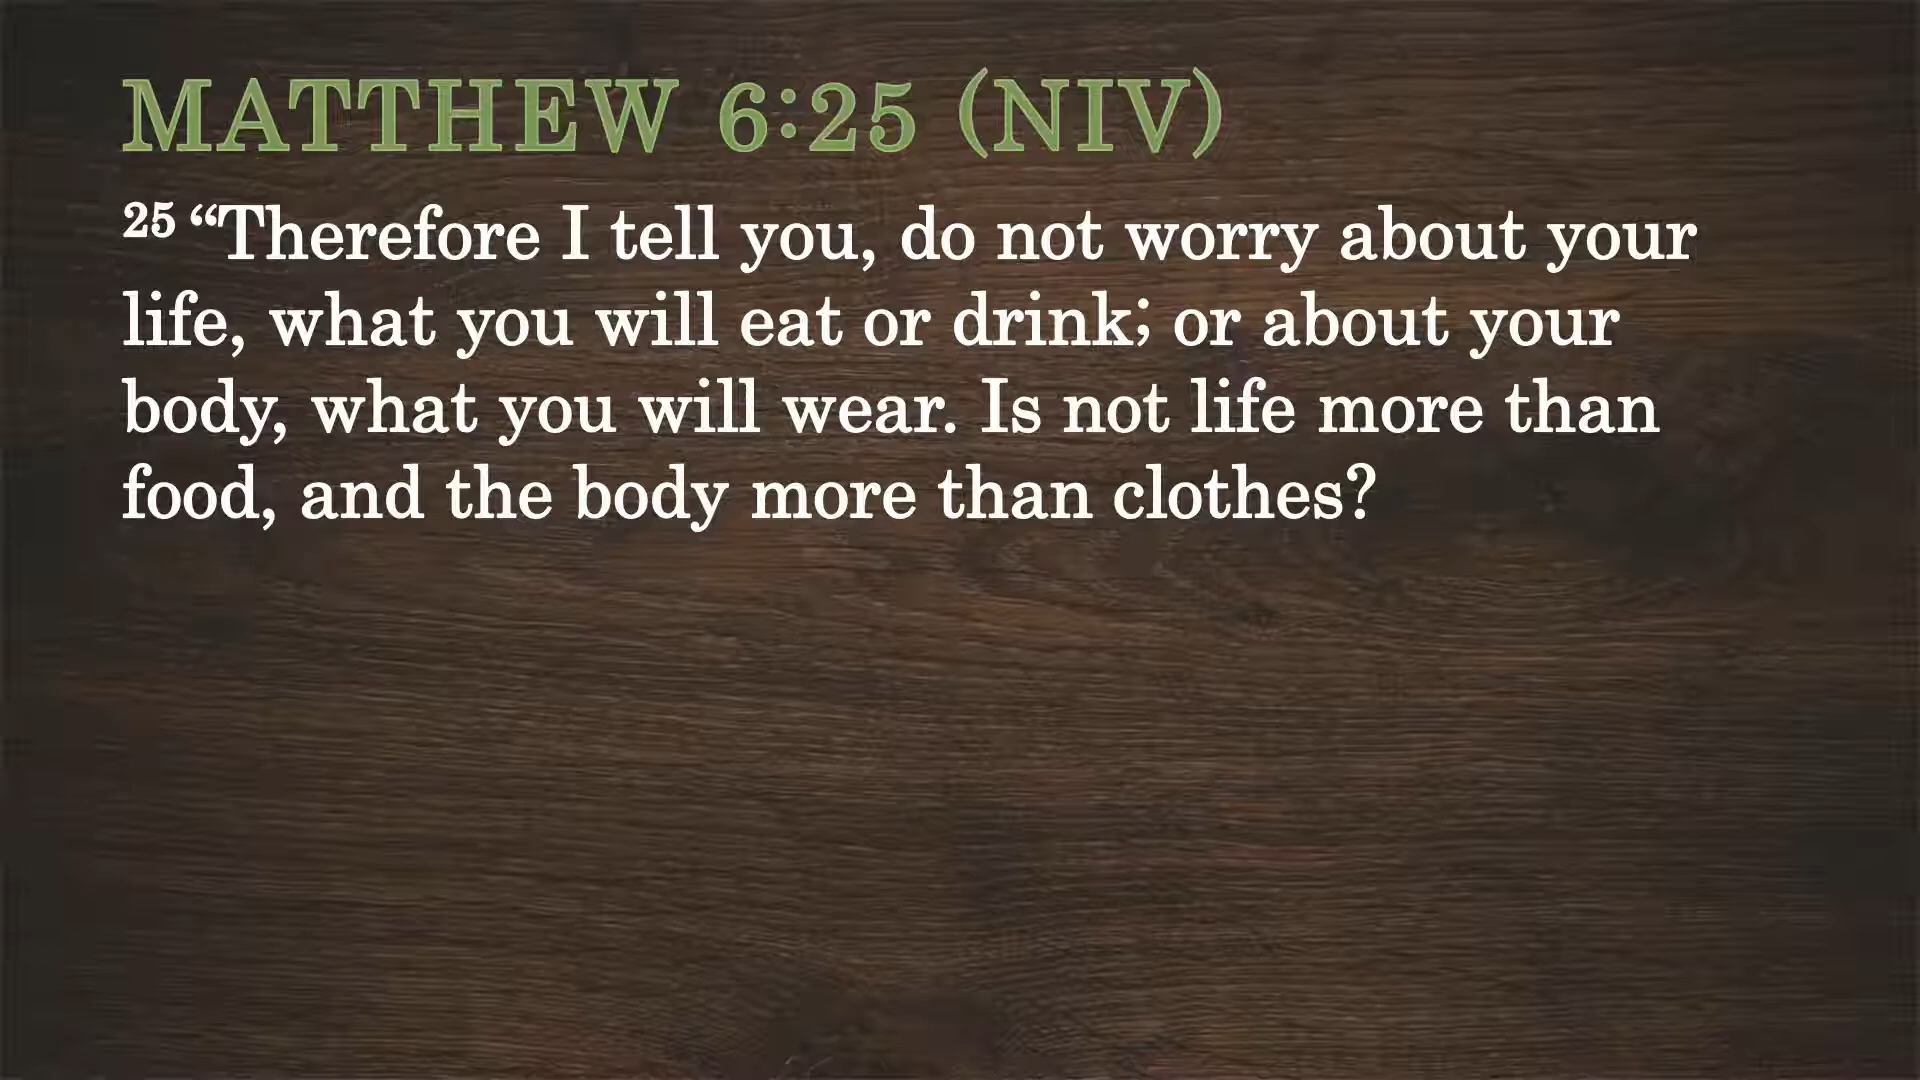 MATTHEW 6:25 (NIV)
25 “Therefore I tell you, do not worry about your
life, what you will eat or drink; or about your
body, what you will wear. Is not life more than
food, and the body more than clothes?